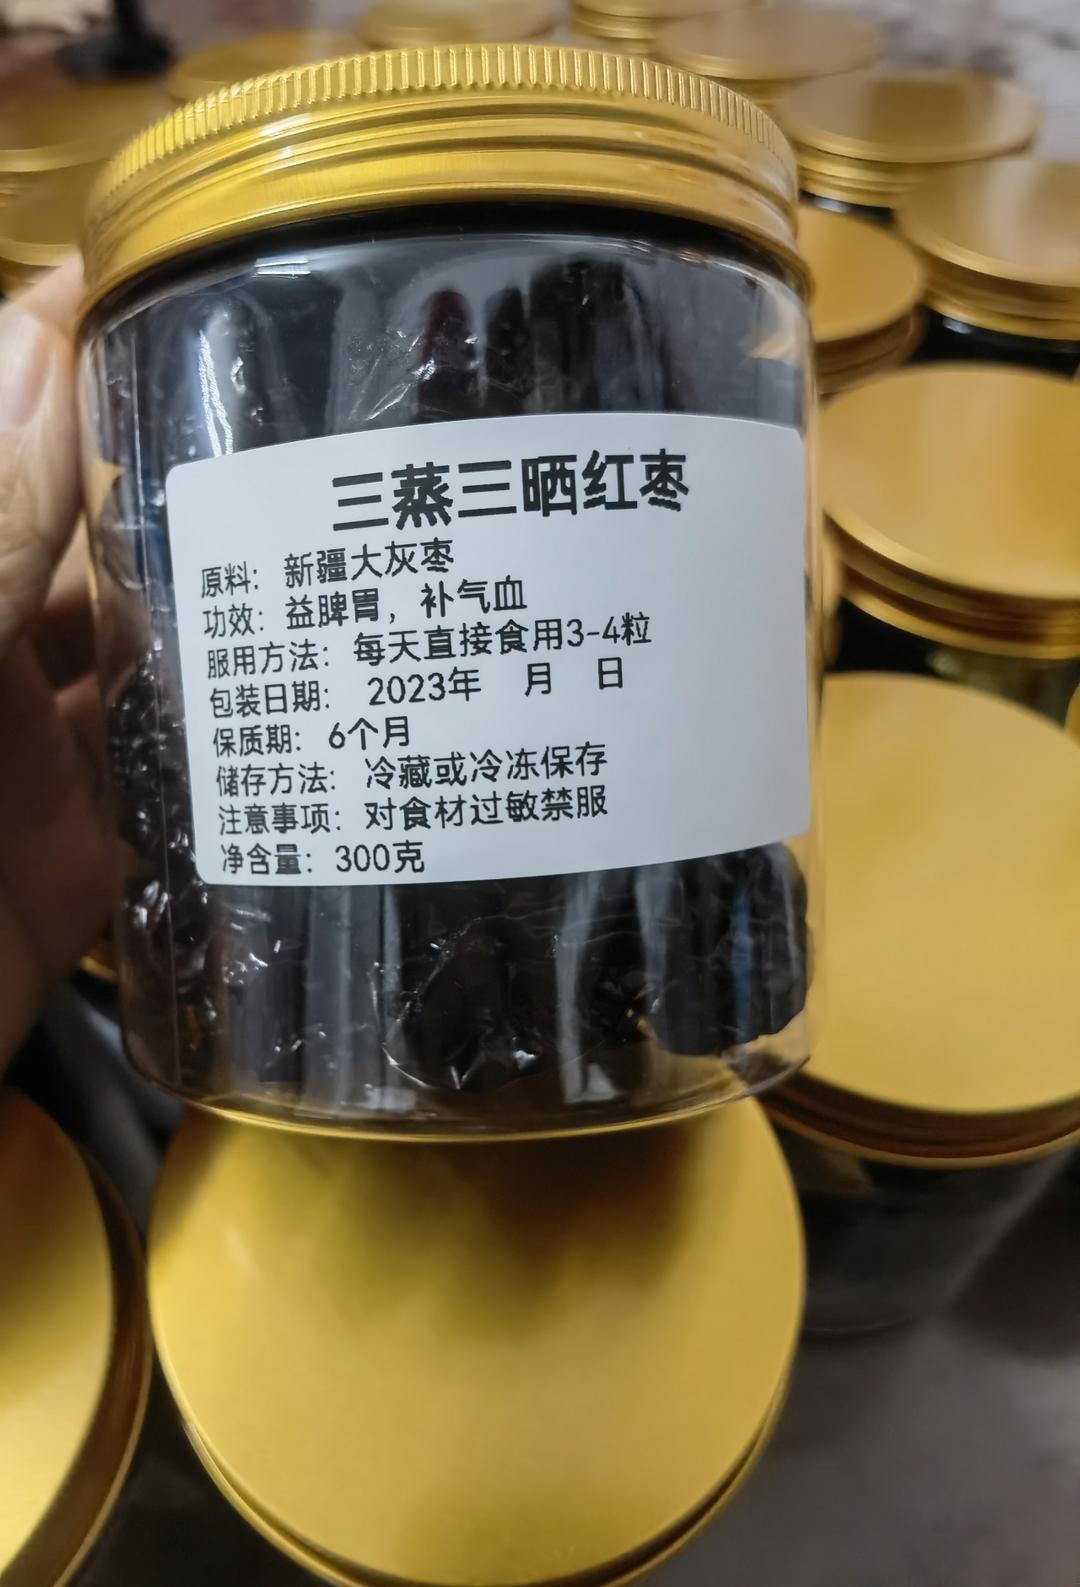 三蒸三晒红枣
原料：新疆大灰枣
功效：益脾胃，补气血
服用方法：每天直接食用3-4粒
包装日期： 2023年 月 日
保质期：6个月
储存方法：冷藏或冷冻保存
注意事项：对食材过敏禁服
净含量：300克